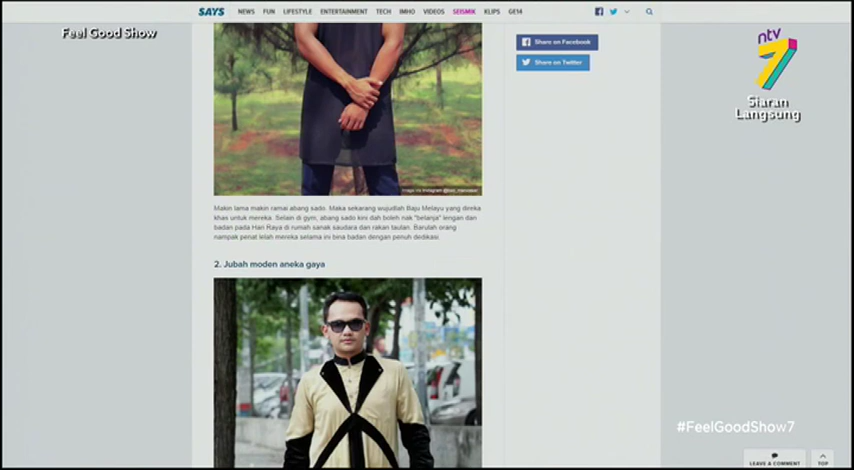 SAYS NEWS FUN LIFESTYLE ENTERTAINMENT TECH IMHO VIDEOS SEISMIK KLIPS GE14
Feel Good Show
ntv
7
Siaran
Langsung
Share on Facebook
Share on Twitter
Makin lama makin ramai abang sado. Maka sekarang wujudlah Baju Melayu yang direka
khas untuk mereka. Selain di gym, abang sado kini dah boleh nak "belanja" lengan dan
badan pada Hari Raya di rumah sanak saudara dan rakan taulan. Barulah orang
nampak penat lelah mereka selama ini bina badan dengan penuh dedikasi.
2. Jubah moden aneka gaya
#FeelGoodShow7
LEAVE A COMMENT
TOP